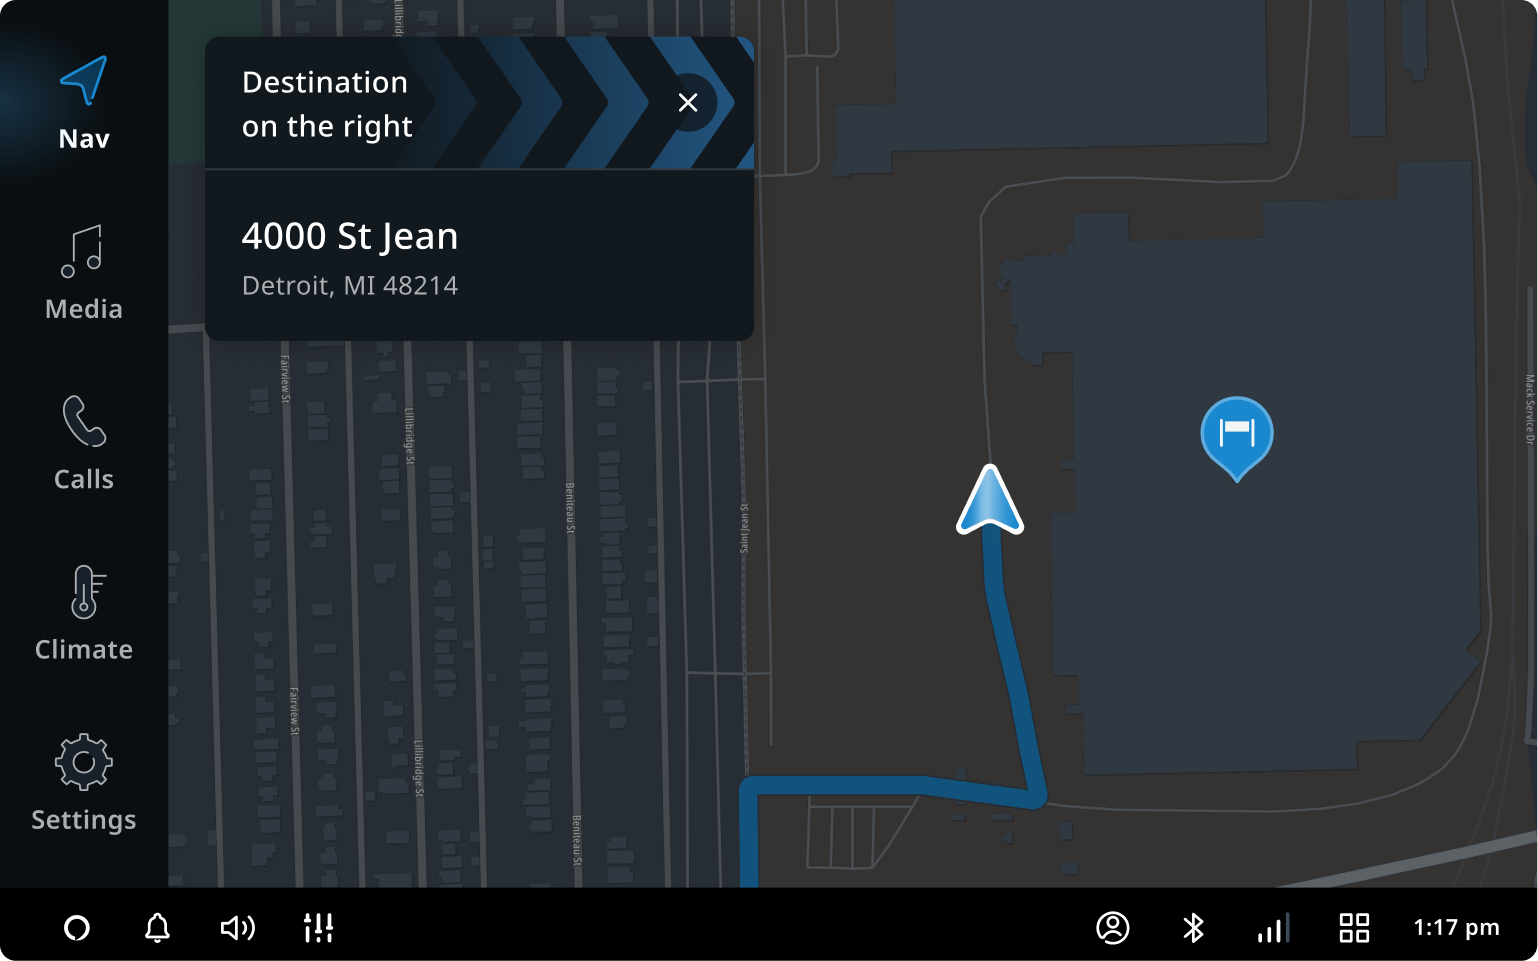 Nav
Media
Calls
Climate
Settings
Destination
on the right
4000 St Jean
Detroit, MI 48214
Fairview St
Lillibridge St
Beniteau St
Saint Jean St
Mack Service Dr
Fairview St
Lillibridge St
Beniteau St
1:17 pm